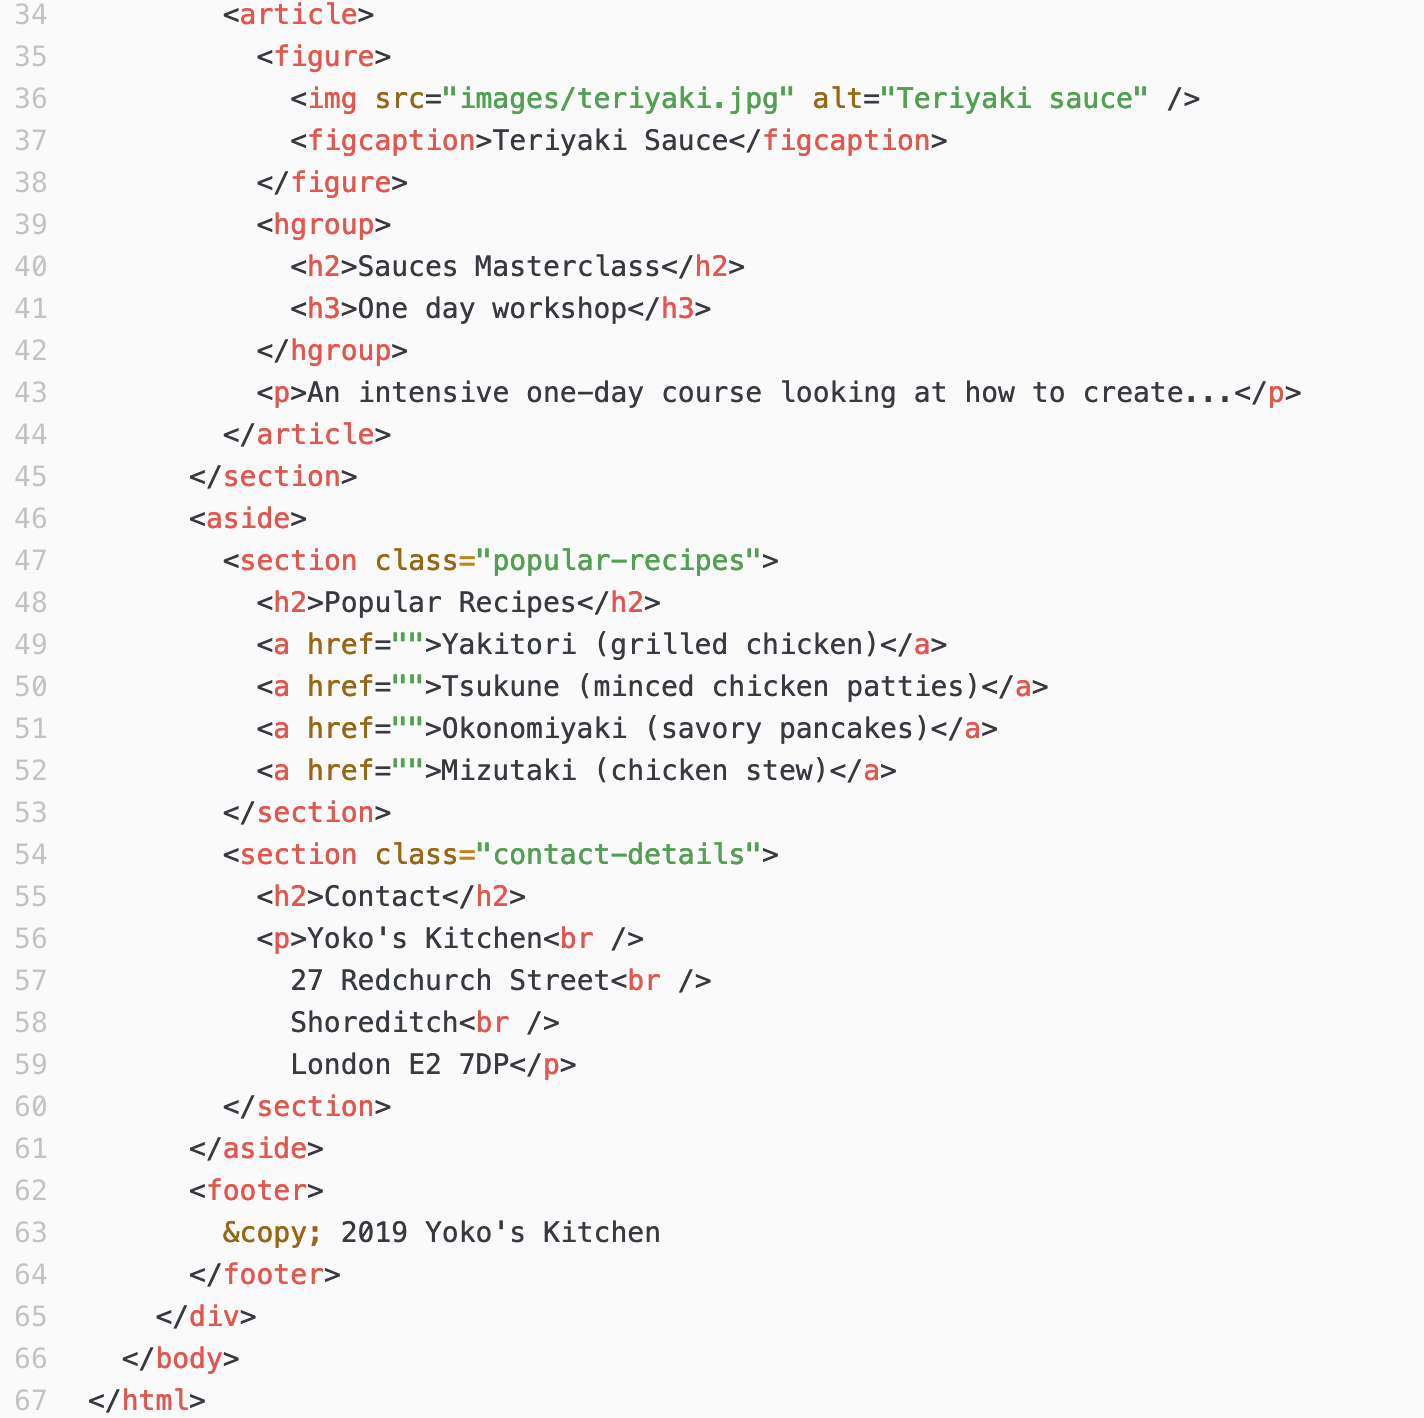 34 <article>
35 <figure>
36 <img src="images/teriyaki.jpg" alt="Teriyaki sauce" />
37 <figcaption>Teriyaki Sauce</figcaption>
38 </figure>
39 <hgroup>
40 <h2>Sauces Masterclass</h2>
41 <h3>One day workshop</h3>
42 </hgroup>
43 <p>An intensive one-day course looking at how to create...</p>
44 </article>
45 </section>
46 <aside>
47 <section class="popular-recipes">
48 <h2>Popular Recipes</h2>
49 <a href="">Yakitori (grilled chicken)</a>
50 <a href="">Tsukune (minced chicken patties)</a>
51 <a href="">Okonomiyaki (savory pancakes)</a>
52 <a href="">Mizutaki (chicken stew)</a>
53 </section>
54 <section class="contact-details">
55 <h2>Contact</h2>
56 <p>Yoko's Kitchen<br />
57 27 Redchurch Street<br />
58 Shoreditch<br />
59 London E2 7DP</p>
60 </section>
61 </aside>
62 <footer>
63 &copy; 2019 Yoko's Kitchen
64 </footer>
65 </div>
66 </body>
67 </html>